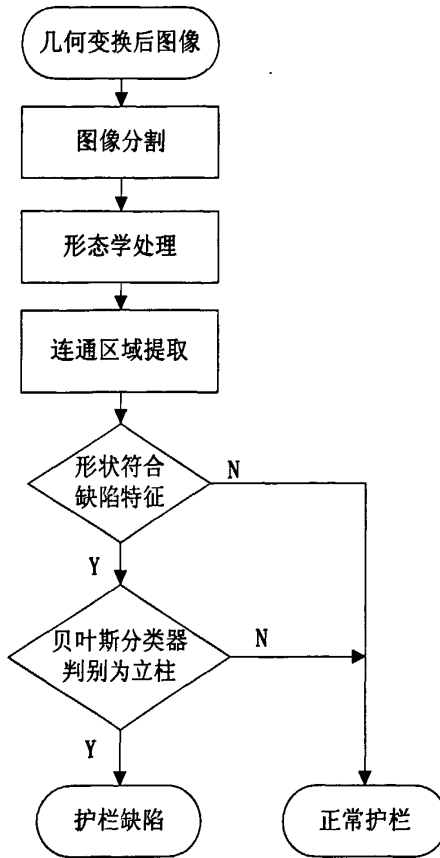 几何变换后图像
图像分割
形态学处理
连通区域提取
形状符合
缺陷特征
N
Y
贝叶斯分类器
判别为立柱
N
Y
护栏缺陷
正常护栏